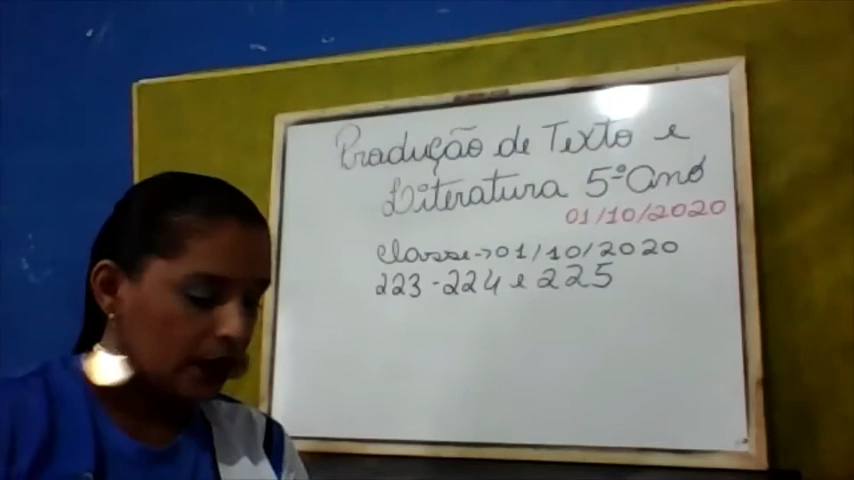 Produção de Texto e
Literatura 5º Ano
01/10/2020
Classe → 01/10/2020
223 - 224 e 225